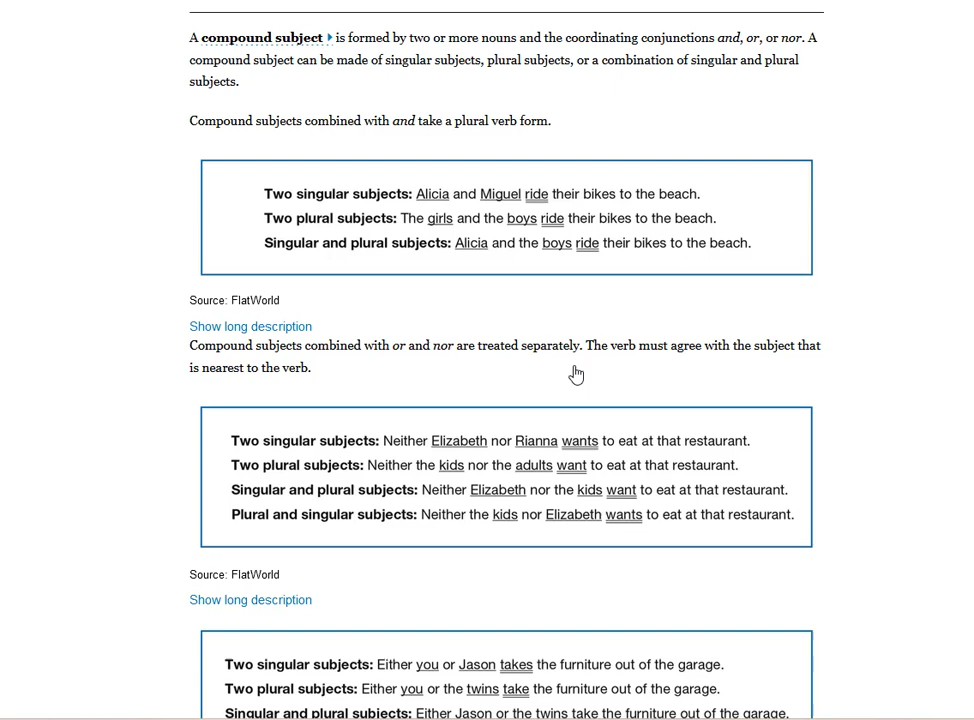 A compound subject is formed by two or more nouns and the coordinating conjunctions and, or, or nor. A
compound subject can be made of singular subjects, plural subjects, or a combination of singular and plural
subjects.
Compound subjects combined with and take a plural verb form.
Two singular subjects: Alicia and Miguel ride their bikes to the beach.
Two plural subjects: The girls and the boys ride their bikes to the beach.
Singular and plural subjects: Alicia and the boys ride their bikes to the beach.
Source: FlatWorld
Show long description
Compound subjects combined with or and nor are treated separately. The verb must agree with the subject that
is nearest to the verb.
Two singular subjects: Neither Elizabeth nor Rianna wants to eat at that restaurant.
Two plural subjects: Neither the kids nor the adults want to eat at that restaurant.
Singular and plural subjects: Neither Elizabeth nor the kids want to eat at that restaurant.
Plural and singular subjects: Neither the kids nor Elizabeth wants to eat at that restaurant.
Source: FlatWorld
Show long description
Two singular subjects: Either you or Jason takes the furniture out of the garage.
Two plural subjects: Either you or the twins take the furniture out of the garage.
Singular and plural subjects: Either Jason or the twins take the furniture out of the garage.